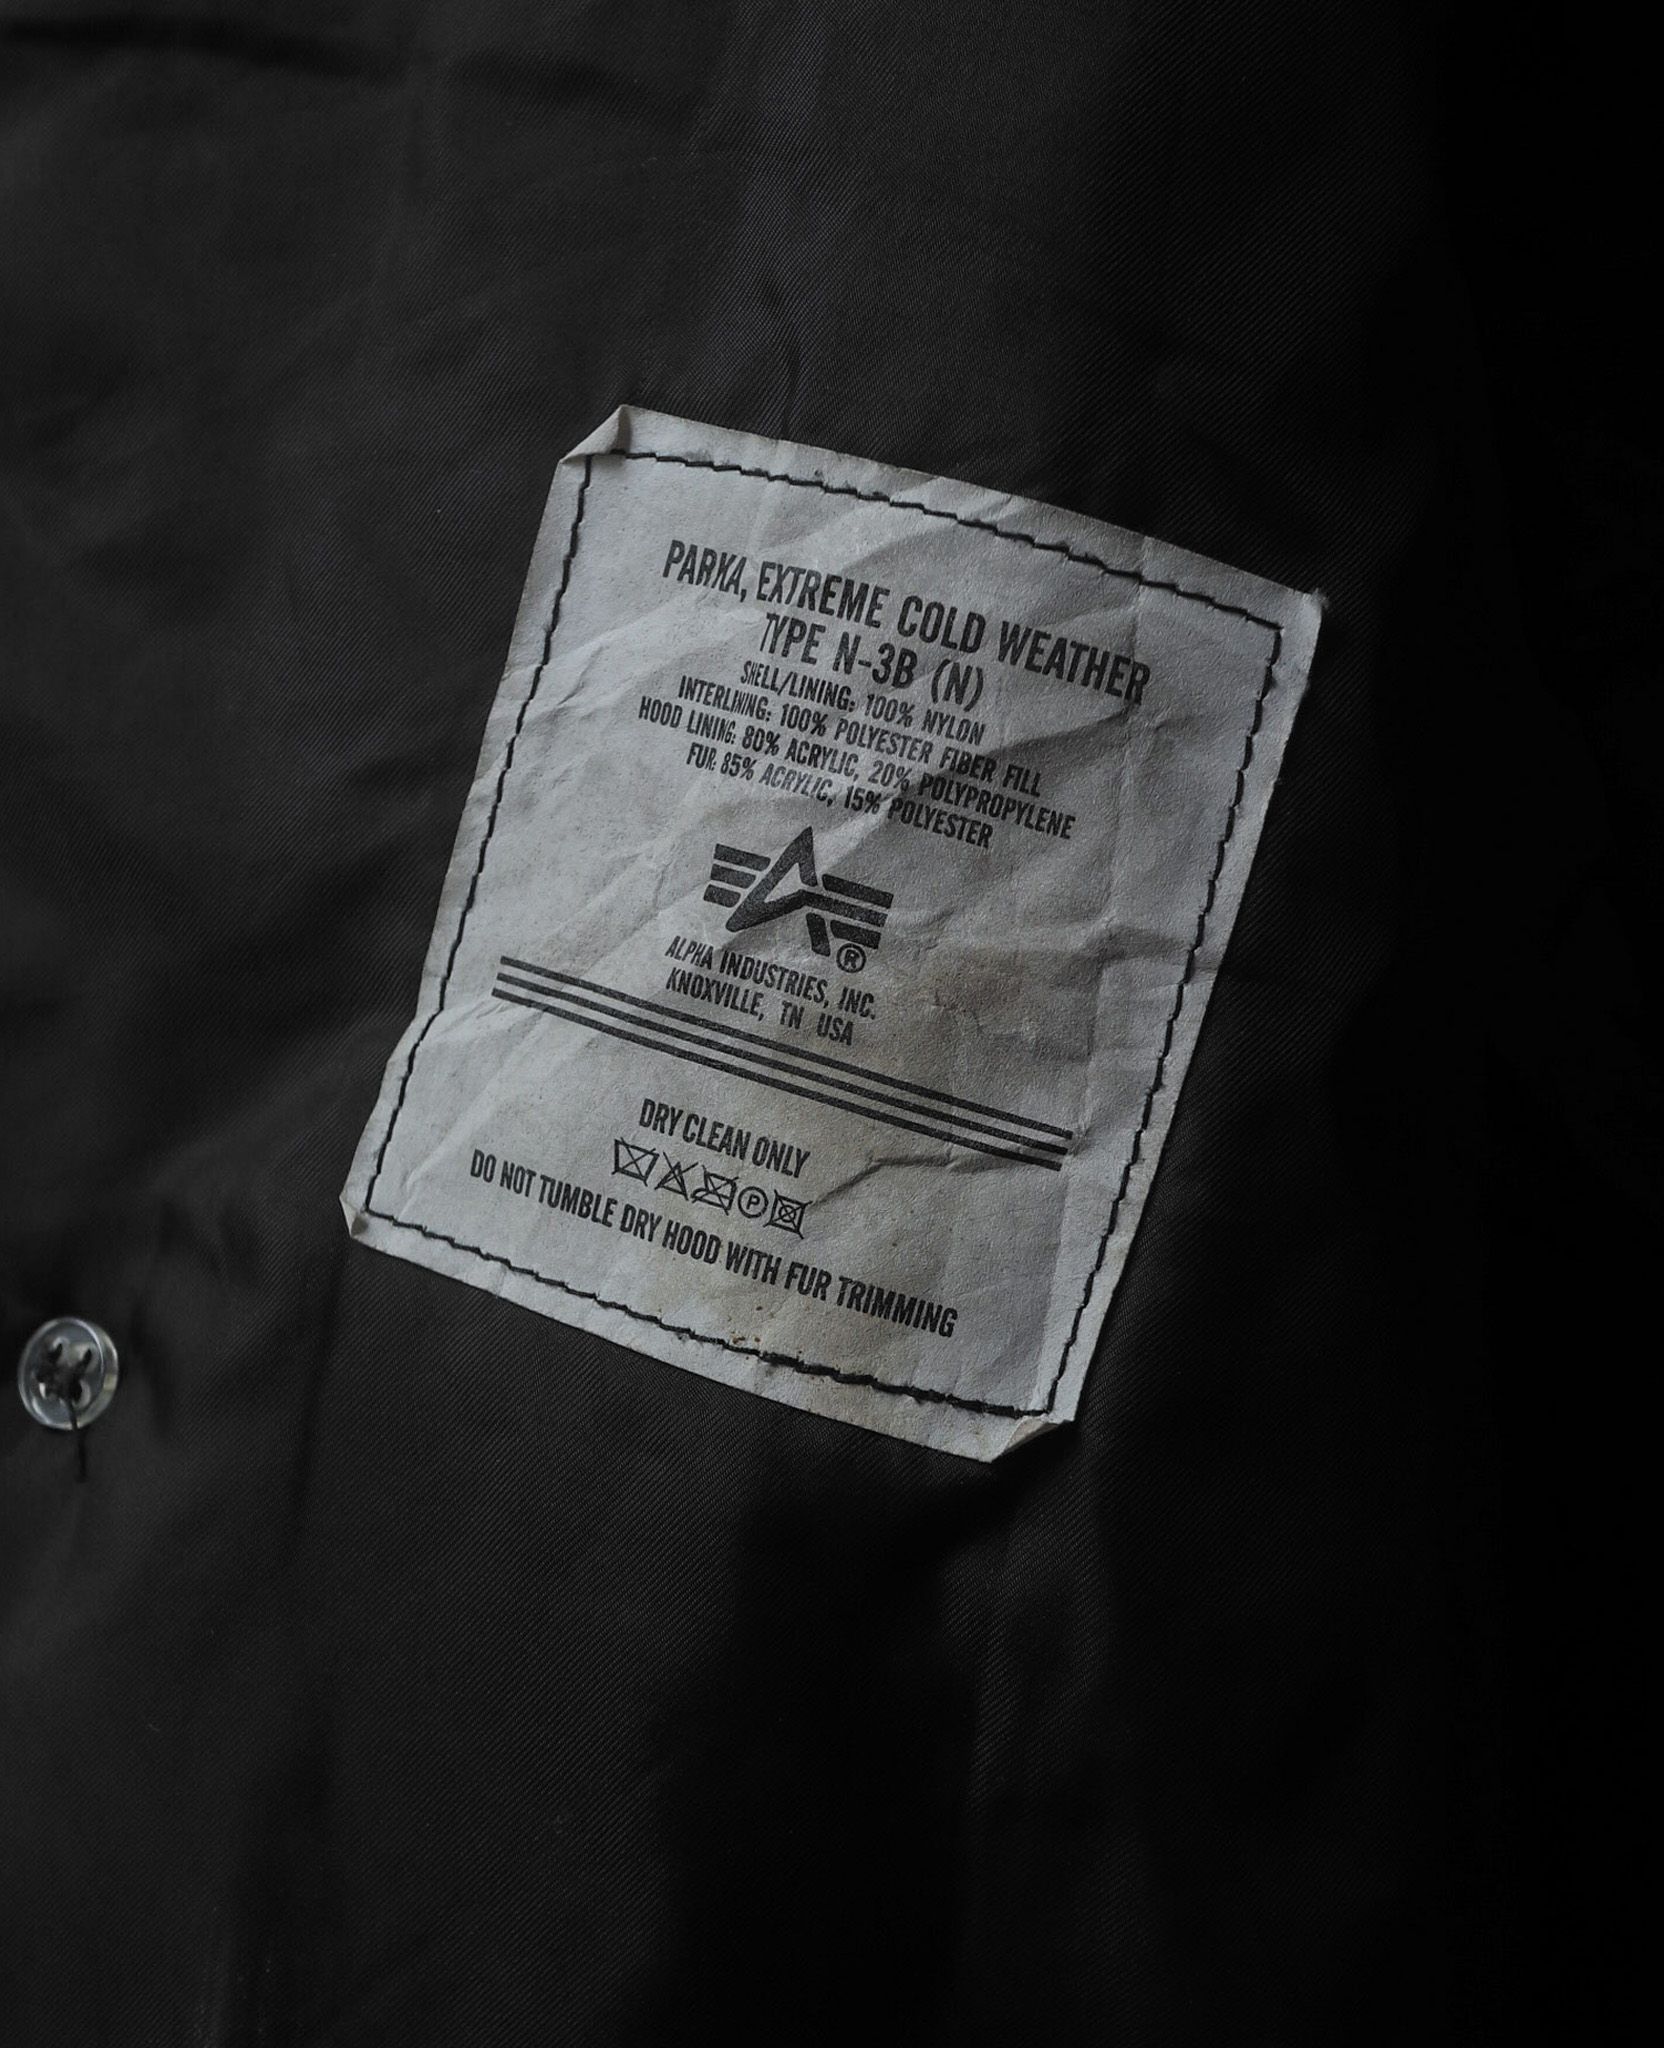 PARKA, EXTREME COLD WEATHER
TYPE N-3B (N)
SHELL/LINING: 100% NYLON
INTERLINING: 100% POLYESTER FIBER FILL
HOOD LINING: 80% ACRYLIC, 20% POLYPROPYLENE
FUR: 85% ACRYLIC, 15% POLYESTER
®
ALPHA INDUSTRIES, INC.
KNOXVILLE, TN USA
DRY CLEAN ONLY
P
DO NOT TUMBLE DRY HOOD WITH FUR TRIMMING